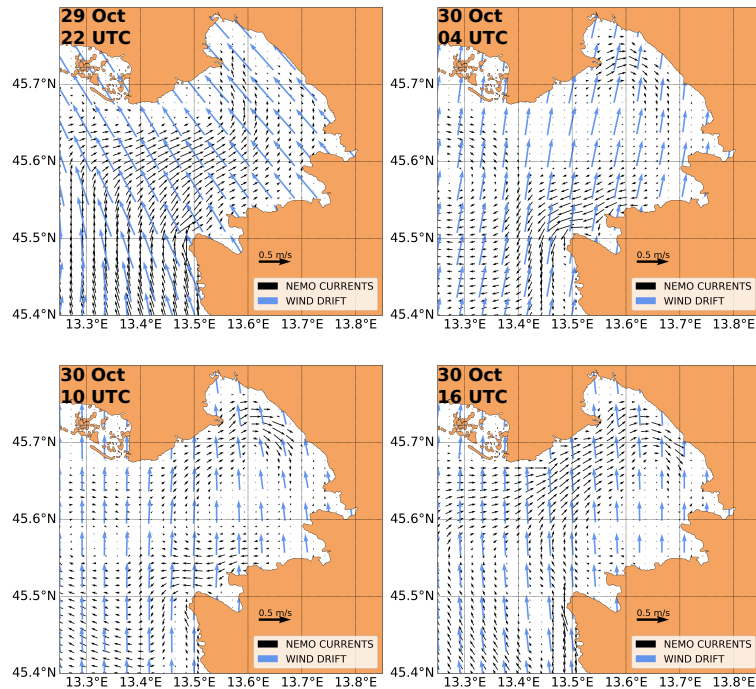 29 Oct
22 UTC
45.7°N
45.6°N
45.5°N
45.4°N
0.5 m/s
NEMO CURRENTS
WIND DRIFT
13.3°E 13.4°E 13.5°E 13.6°E 13.7°E 13.8°E
30 Oct
04 UTC
45.7°N
45.6°N
45.5°N
45.4°N
0.5 m/s
NEMO CURRENTS
WIND DRIFT
13.3°E 13.4°E 13.5°E 13.6°E 13.7°E 13.8°E
30 Oct
10 UTC
45.7°N
45.6°N
45.5°N
45.4°N
0.5 m/s
NEMO CURRENTS
WIND DRIFT
13.3°E 13.4°E 13.5°E 13.6°E 13.7°E 13.8°E
30 Oct
16 UTC
45.7°N
45.6°N
45.5°N
45.4°N
0.5 m/s
NEMO CURRENTS
WIND DRIFT
13.3°E 13.4°E 13.5°E 13.6°E 13.7°E 13.8°E